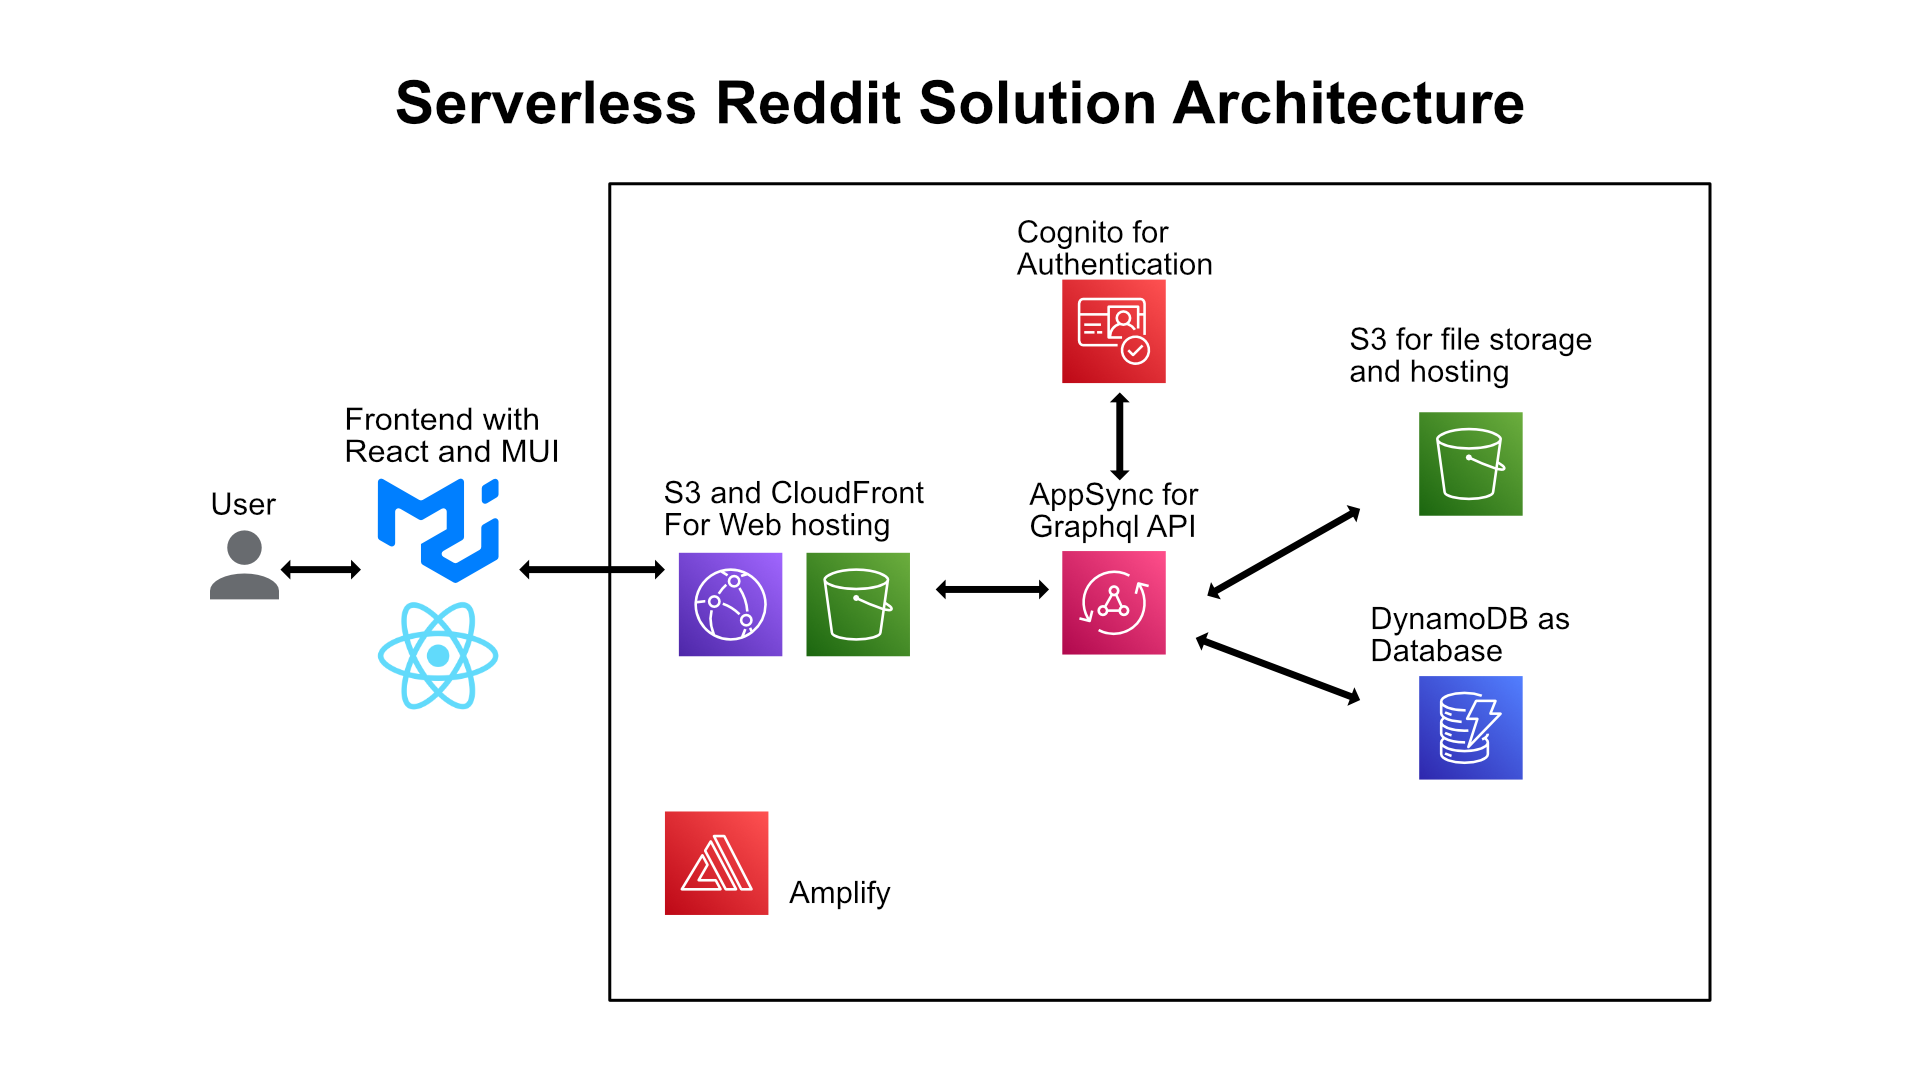 Serverless Reddit Solution Architecture
Cognito for
Authentication
S3 for file storage
and hosting
Frontend with
React and MUI
User
S3 and CloudFront
For Web hosting
AppSync for
Graphql API
DynamoDB as
Database
Amplify